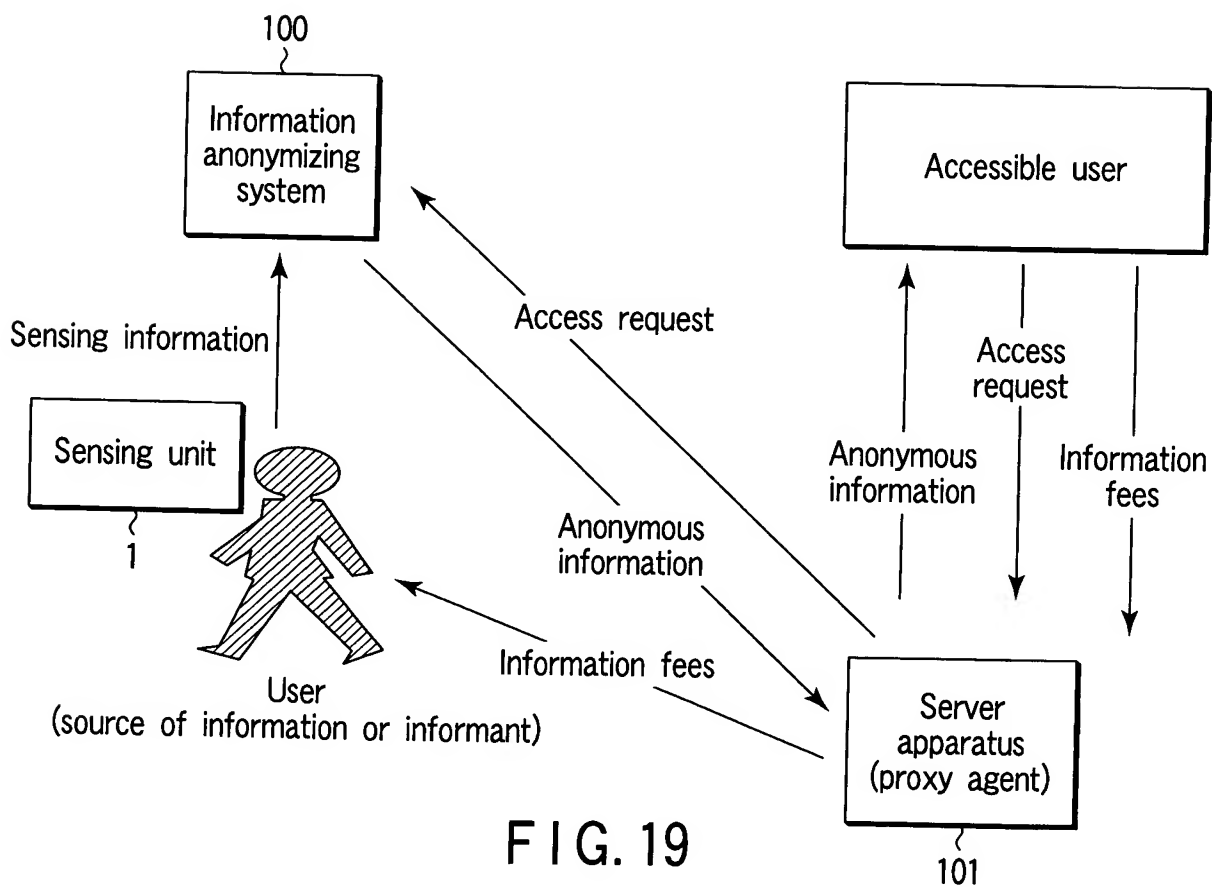 100
Information
anonymizing
system
Accessible user
Sensing information
Access request
Access
request
Sensing unit
1
Anonymous
information
Information
fees
Anonymous
information
Information fees
User
(source of information or informant)
Server
apparatus
(proxy agent)
101
FIG. 19